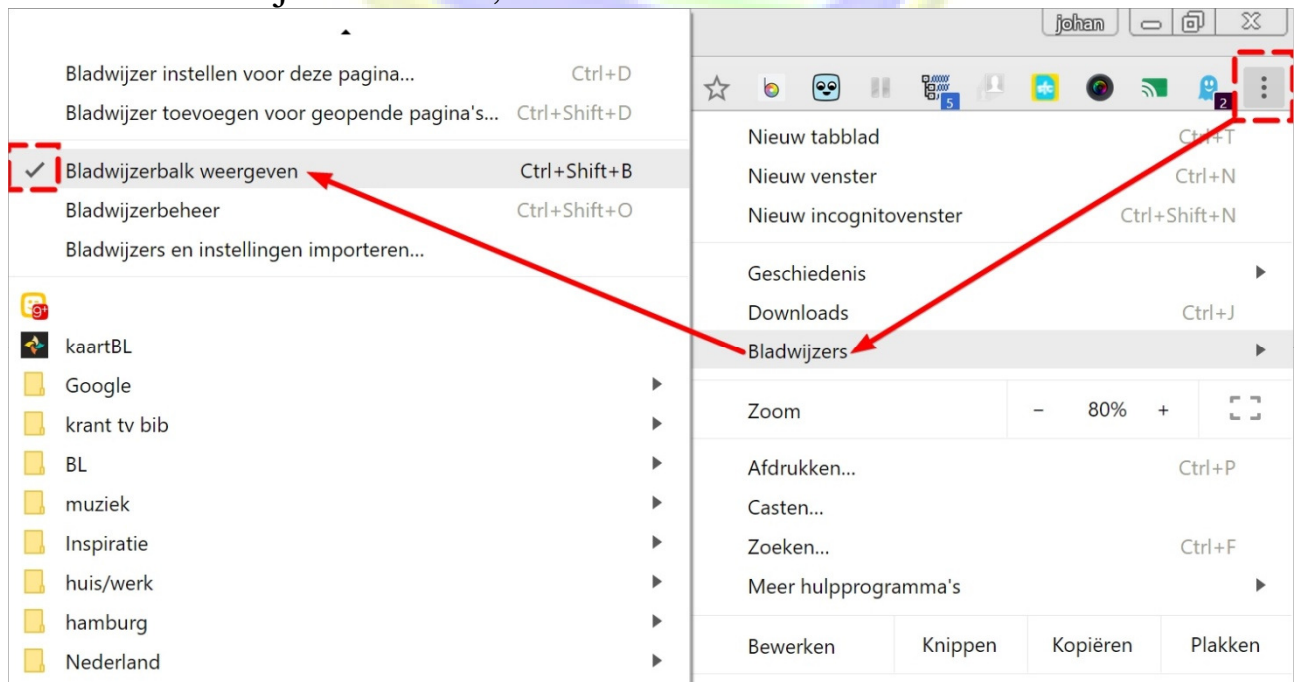 Bladwijzer instellen voor deze pagina... Ctrl+D
Bladwijzer toevoegen voor geopende pagina's... Ctrl+Shift+D
Bladwijzerbalk weergeven Ctrl+Shift+B
Bladwijzerbeheer Ctrl+Shift+O
Bladwijzers en instellingen importeren...
9+
kaartBL
Google
krant tv bib
BL
muziek
Inspiratie
huis/werk
hamburg
Nederland
johan
5
2
Nieuw tabblad Ctrl+T
Nieuw venster Ctrl+N
Nieuw incognitovenster Ctrl+Shift+N
Geschiedenis
Downloads Ctrl+J
Bladwijzers
Zoom - 80% +
Afdrukken... Ctrl+P
Casten...
Zoeken... Ctrl+F
Meer hulpprogramma's
Bewerken Knippen Kopiëren Plakken